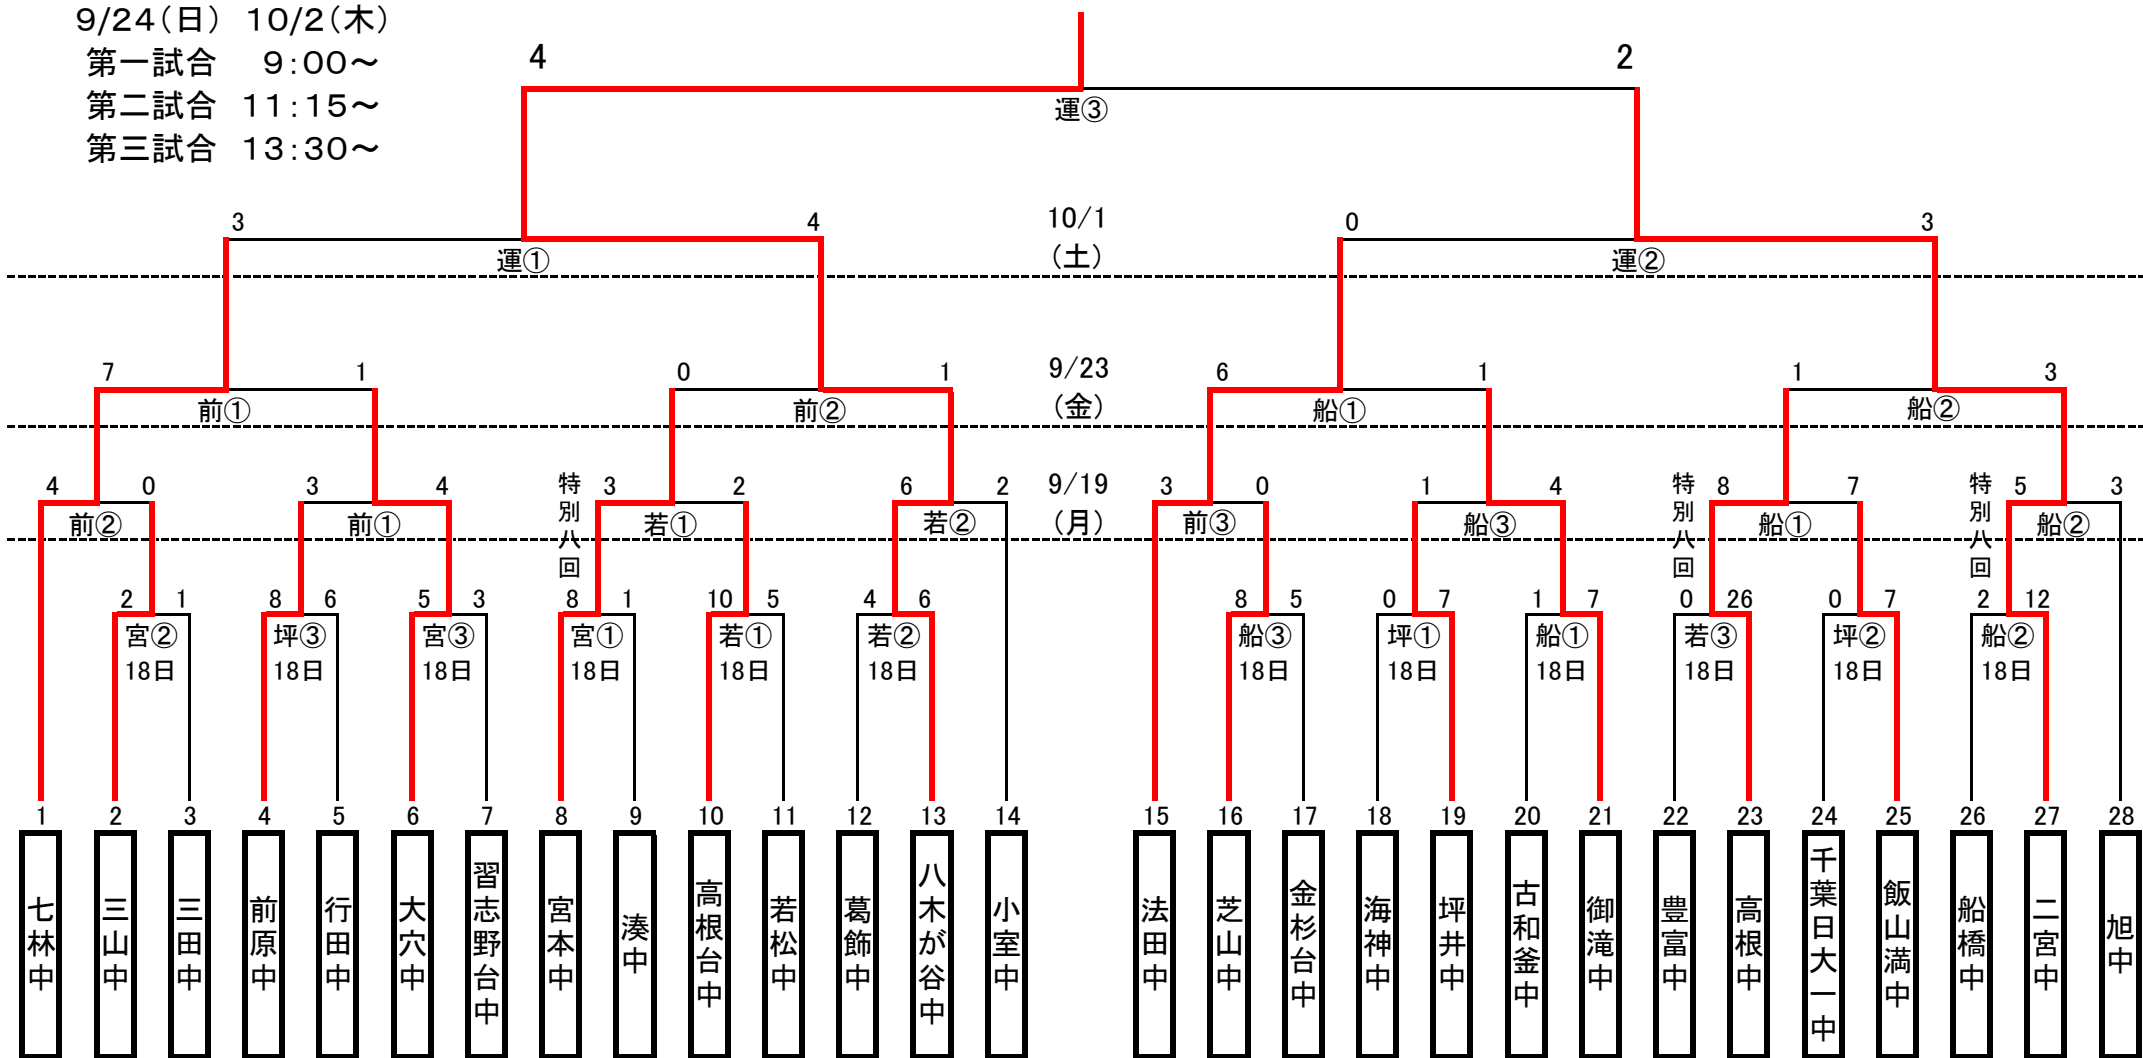 9/24(日) 10/2(木)
第一試合 9:00～
第二試合 11:15～
第三試合 13:30～
4 2
運③
3 4 10/1 0 3
(土)
運① 運②
7 1 0 1 9/23 6 1 1 3
(金)
前① 前② 船① 船②
4 0 3 4 特別八回 3 2 6 2 9/19 3 0 1 4 特別八回 8 7 特別八回 5 3
(月)
前② 前① 若① 若② 前③ 船③ 船① 船②
2 1 8 6 5 3 8 1 10 5 4 6 8 5 0 7 1 7 0 26 0 7 2 12
宮② 坪③ 宮③ 宮① 若① 若② 船③ 坪① 船① 若③ 坪② 船②
18日 18日 18日 18日 18日 18日 18日 18日 18日 18日 18日 18日
1 2 3 4 5 6 7 8 9 10 11 12 13 14 15 16 17 18 19 20 21 22 23 24 25 26 27 28
七林中
三山中
三田中
前原中
行田中
大穴中
習志野台中
宮本中
湊中
高根台中
若松中
葛飾中
八木が谷中
小室中
法田中
芝山中
金杉台中
海神中
坪井中
古和釜中
御滝中
豊富中
高根中
千葉日大一中
飯山満中
船橋中
二宮中
旭中